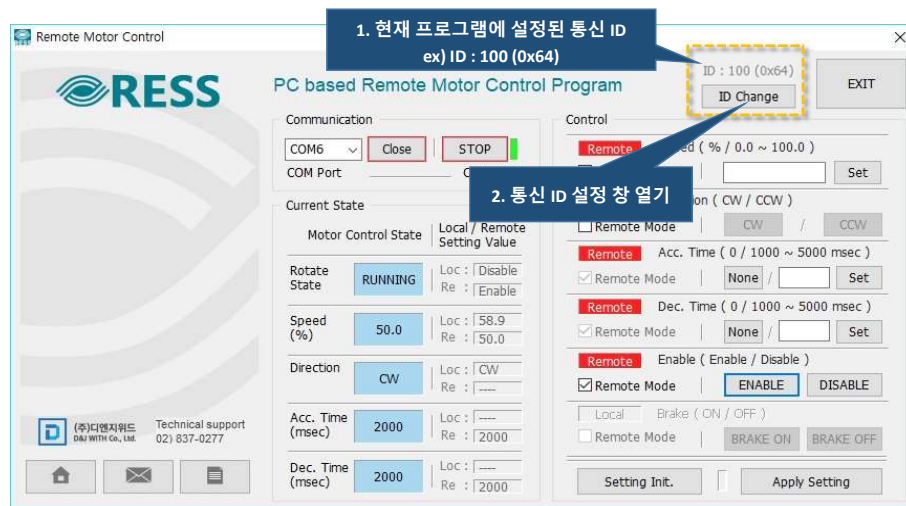 Remote Motor Control
1. 현재 프로그램에 설정된 통신 ID
ex) ID : 100 (0x64)
RESS
PC based Remote Motor Control Program
ID : 100 (0x64)
ID Change
EXIT
Communication
COM6
Close
STOP
COM Port
Control
Remote
( % / 0.0 ~ 100.0 )
Set
2. 통신 ID 설정 창 열기
( CW / CCW )
Remote Mode
CW / CCW
Current State
Motor Control State
Local / Remote
Setting Value
Rotate
State
RUNNING
Loc : Disable
Re : Enable
Speed
(%)
50.0
Loc : 58.9
Re : 50.0
Direction
CW
Loc : CW
Re : ----
Acc. Time
(msec)
2000
Loc : ----
Re : 2000
Dec. Time
(msec)
2000
Loc : ----
Re : 2000
Remote Acc. Time ( 0 / 1000 ~ 5000 msec )
Remote Mode None / Set
Remote Dec. Time ( 0 / 1000 ~ 5000 msec )
Remote Mode None / Set
Remote Enable ( Enable / Disable )
Remote Mode ENABLE DISABLE
Local Brake ( ON / OFF )
Remote Mode BRAKE ON BRAKE OFF
Setting Init. Apply Setting
(주)디엔지위드
D&J WITH Co., Ltd.
Technical support
02) 837-0277